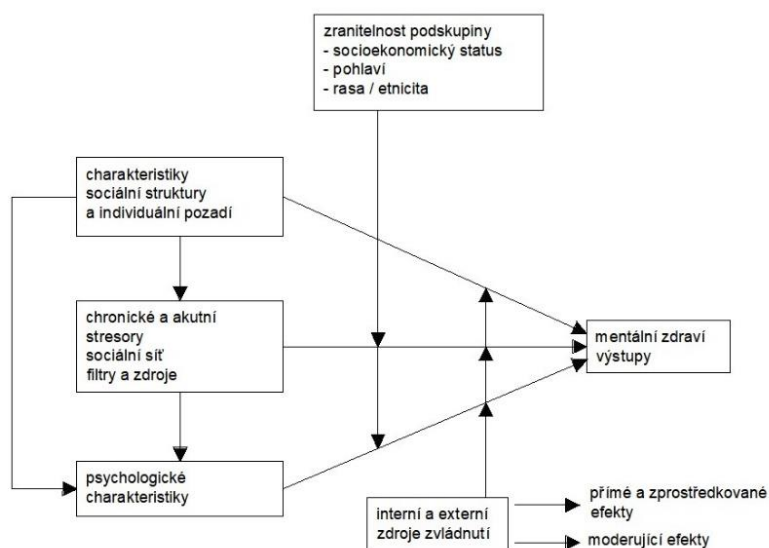 zranitelnost podskupiny
- socioekonomický status
- pohlaví
- rasa / etnicita
charakteristiky
sociální struktury
a individuální pozadí
chronické a akutní
stresory
sociální síť
filtry a zdroje
mentální zdraví
výstupy
psychologické
charakteristiky
interní a externí
zdroje zvládnutí
přímé a zprostředkované
efekty
moderující efekty